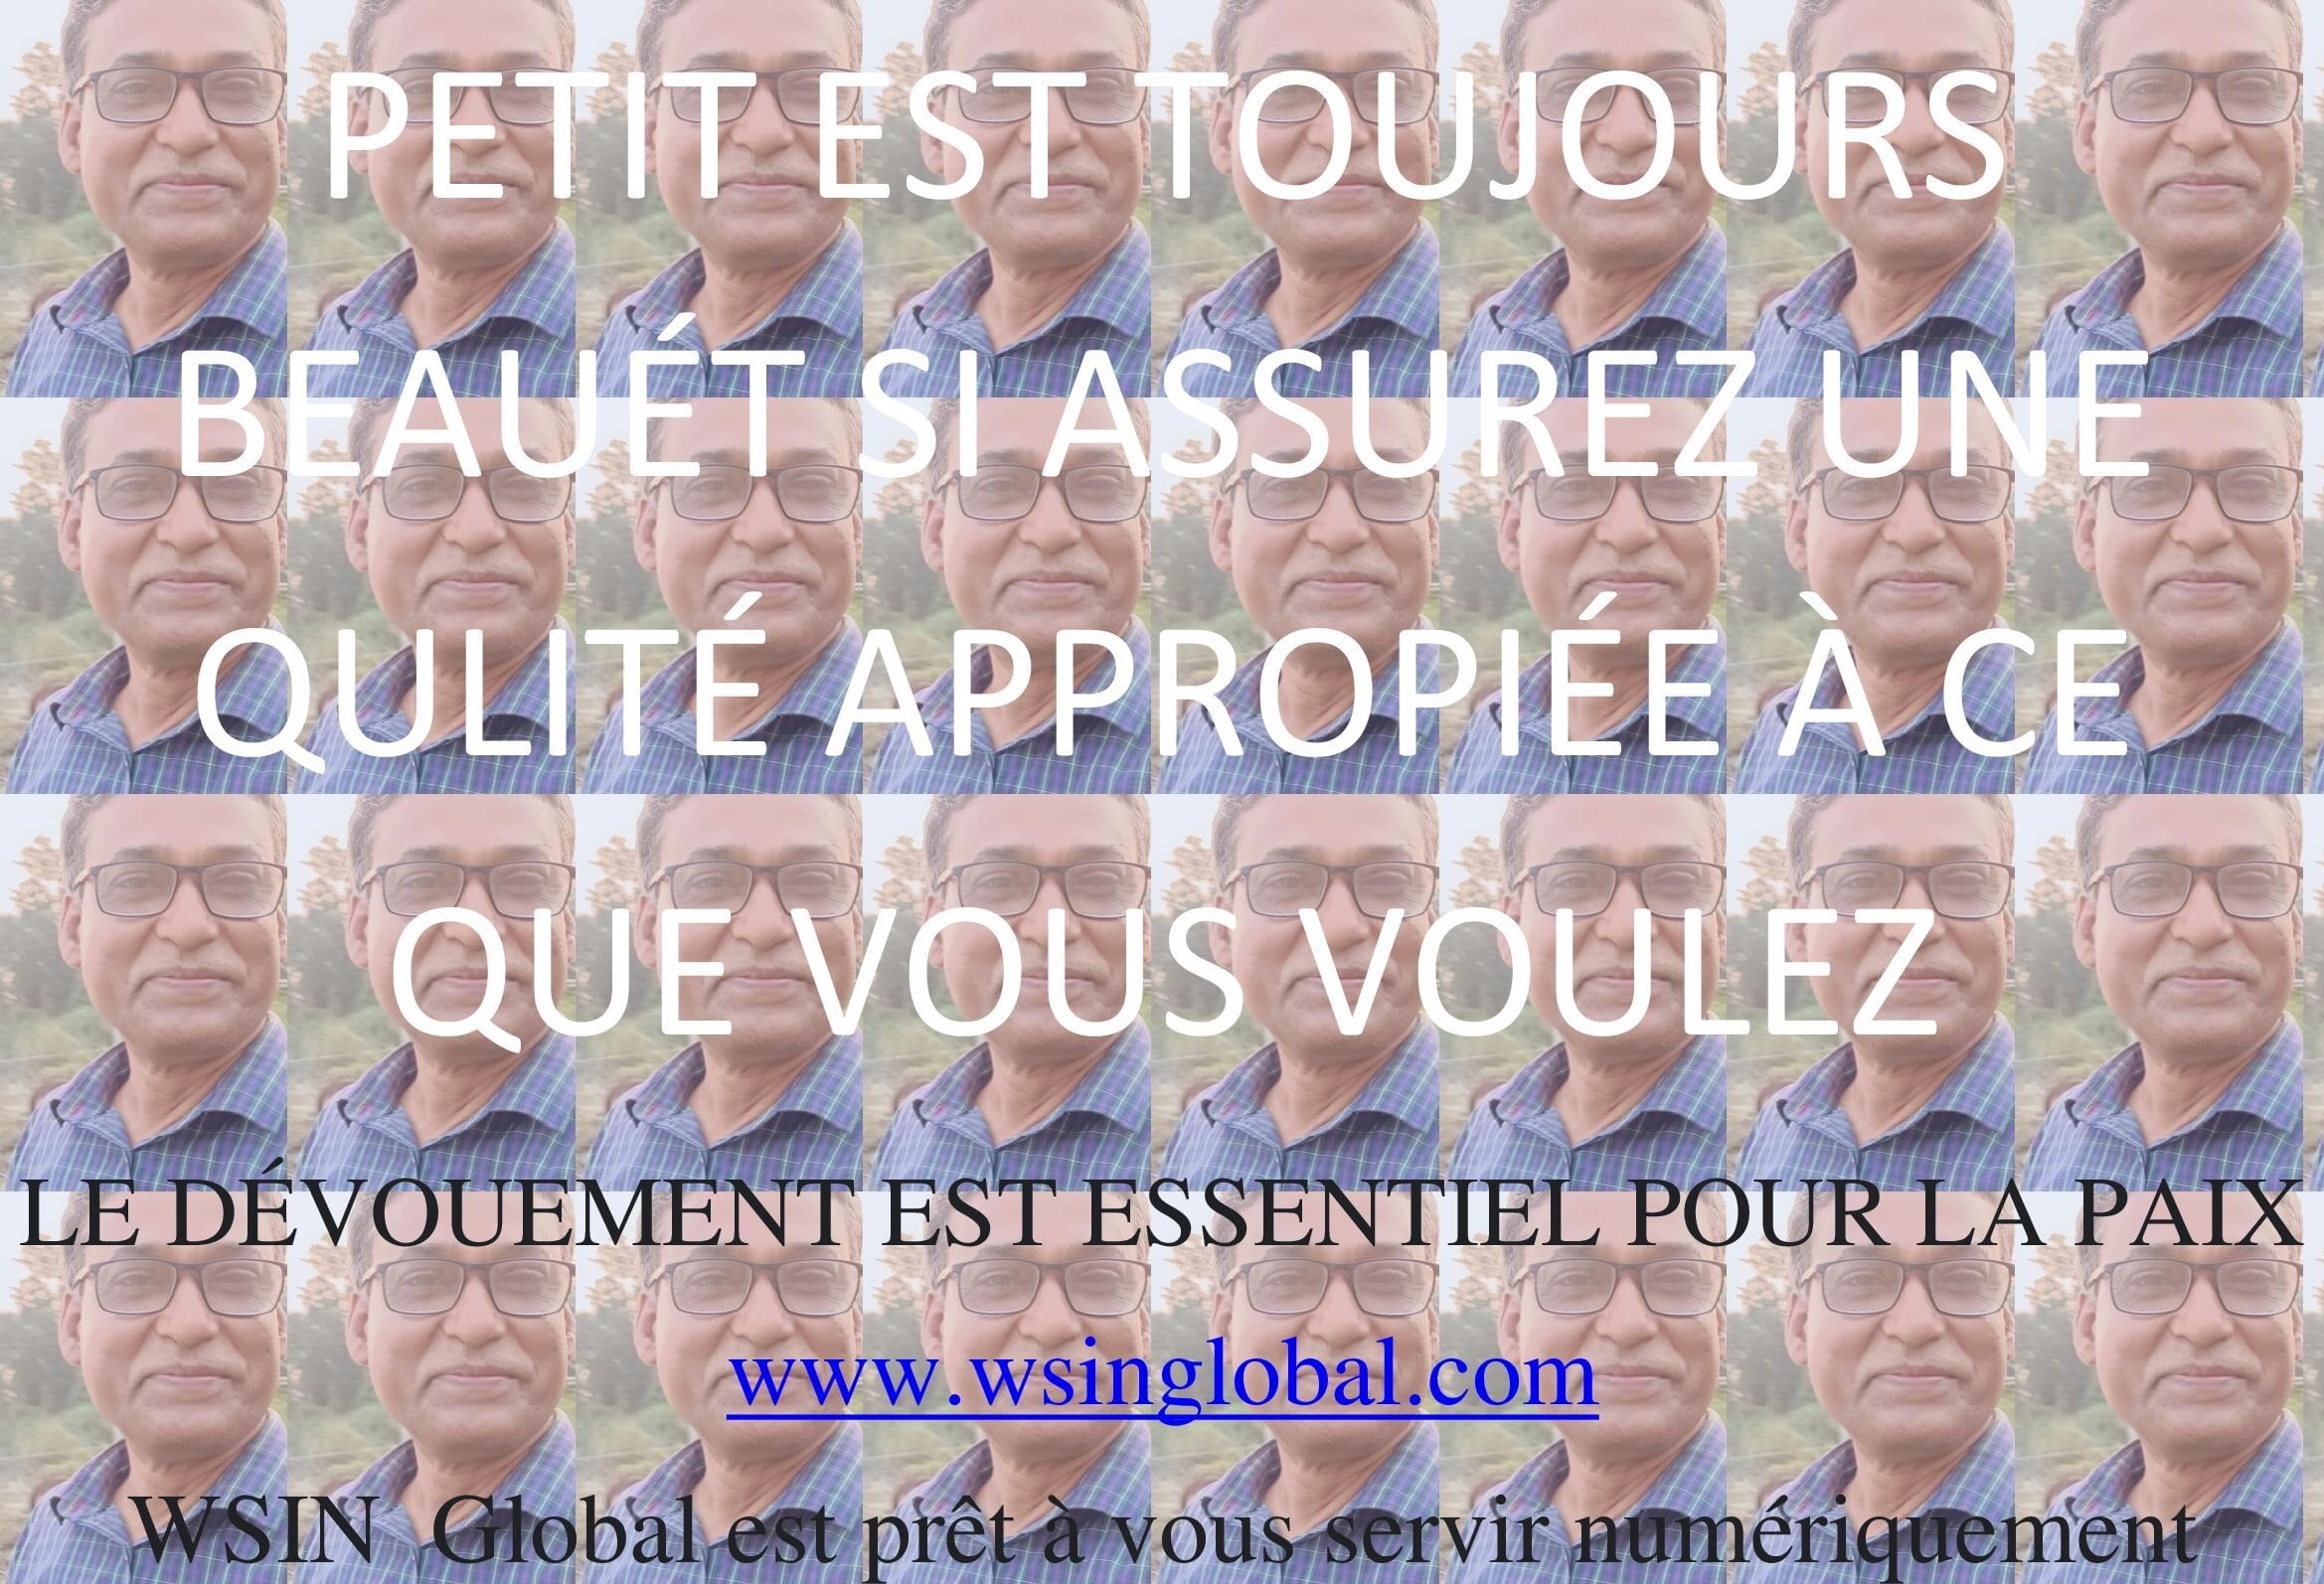 PETIT EST TOUJOURS
BEAUÉT SI ASSUREZ UNE
QULITÉ APPROPIÉE À CE
QUE VOUS VOULEZ
LE DÉVOUEMENT EST ESSENTIEL POUR LA PAIX
www.wsinglobal.com
WSIN Global est prêt à vous servir numériquement